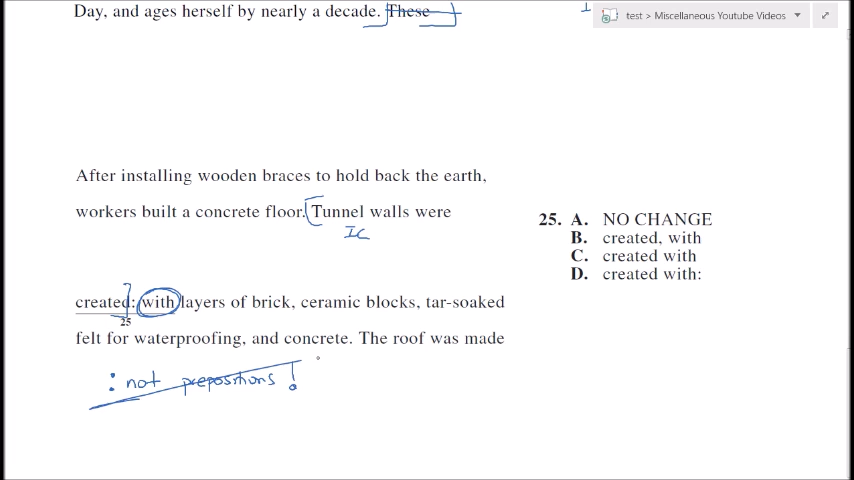 Day, and ages herself by nearly a decade. These
test > Miscellaneous Youtube Videos
After installing wooden braces to hold back the earth,
workers built a concrete floor. Tunnel walls were
IC
created: with layers of brick, ceramic blocks, tar-soaked
25
felt for waterproofing, and concrete. The roof was made
: not prepositions!
25. A. NO CHANGE
B. created, with
C. created with
D. created with: